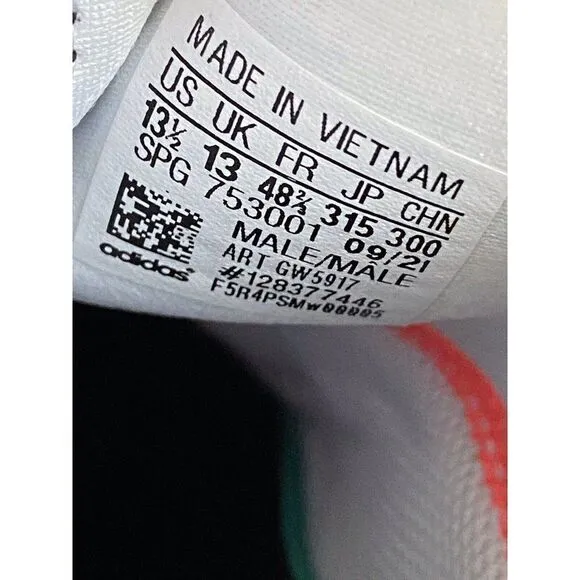 MADE IN VIETNAM
US UK FR JP CHN
13½ 13 48⅔ 315 300
SPG 753001 09/21
MALE/MALE
ART GW5917
#128377446
F5R4PSMW00005
adidas